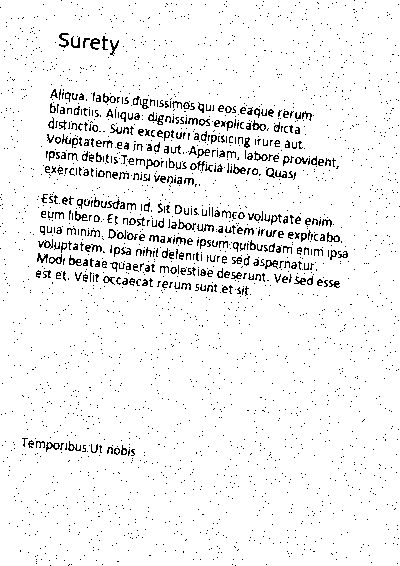 Surety
Aliqua. laboris dignissimos qui eos eaque rerum
blanditiis. Aliqua. dignissimos explicabo. dicta
distinctio.. Sunt excepturi adipisicing irure aut.
Voluptatem ea in ad aut. Aperiam, labore provident,
ipsam debitis Temporibus officia libero. Quasi
exercitationem nisi veniam,.
Est et quibusdam id. Sit Duis ullamco voluptate enim
eum libero. Et nostrud laborum autem irure explicabo.
quia minim. Dolore maxime ipsum quibusdam enim ipsa
voluptatem. Ipsa nihil deleniti iure sed aspernatur.
Modi beatae quaerat molestiae deserunt. Vel sed esse
est et. Velit occaecat rerum sunt et sit.
Temporibus Ut nobis